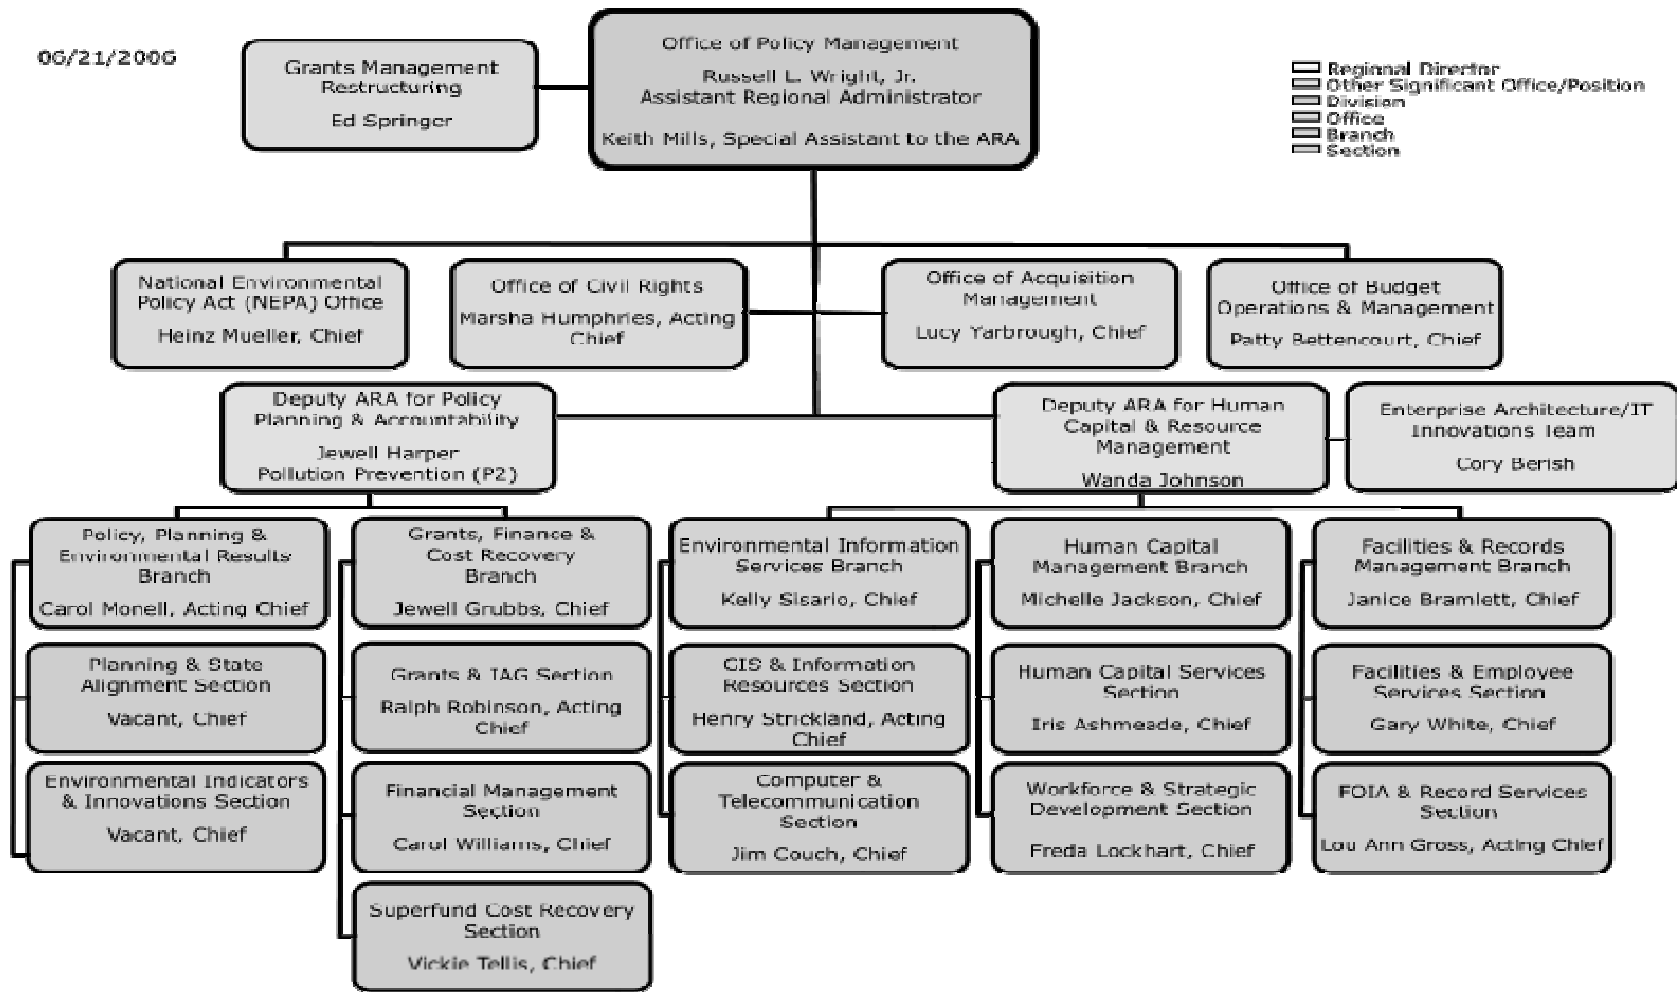 06/21/2006
Grants Management
Restructuring
Ed Springer
Office of Policy Management
Russell L. Wright, Jr.
Assistant Regional Administrator
Keith Mills, Special Assistant to the ARA
Regional Director
Other Significant Office/Position
Division
Office
Branch
Section
National Environmental
Policy Act (NEPA) Office
Heinz Mueller, Chief
Office of Civil Rights
Marsha Humphries, Acting
Chief
Office of Acquisition
Management
Lucy Yarbrough, Chief
Office of Budget
Operations & Management
Patty Bettencourt, Chief
Deputy ARA for Policy
Planning & Accountability
Jewell Harper
Pollution Prevention (P2)
Deputy ARA for Human
Capital & Resource
Management
Wanda Johnson
Enterprise Architecture/IT
Innovations Team
Cory Berish
Policy, Planning &
Environmental Results
Branch
Carol Monell, Acting Chief
Planning & State
Alignment Section
Vacant, Chief
Environmental Indicators
& Innovations Section
Vacant, Chief
Grants, Finance &
Cost Recovery
Branch
Jewell Grubbs, Chief
Grants & IAG Section
Ralph Robinson, Acting
Chief
Financial Management
Section
Carol Williams, Chief
Superfund Cost Recovery
Section
Vickie Tellis, Chief
Environmental Information
Services Branch
Kelly Sisario, Chief
GIS & Information
Resources Section
Henry Strickland, Acting
Chief
Computer &
Telecommunication
Section
Jim Couch, Chief
Human Capital
Management Branch
Michelle Jackson, Chief
Human Capital Services
Section
Iris Ashmeade, Chief
Workforce & Strategic
Development Section
Freda Lockhart, Chief
Facilities & Records
Management Branch
Janice Bramlett, Chief
Facilities & Employee
Services Section
Gary White, Chief
FOIA & Record Services
Section
Lou Ann Gross, Acting Chief